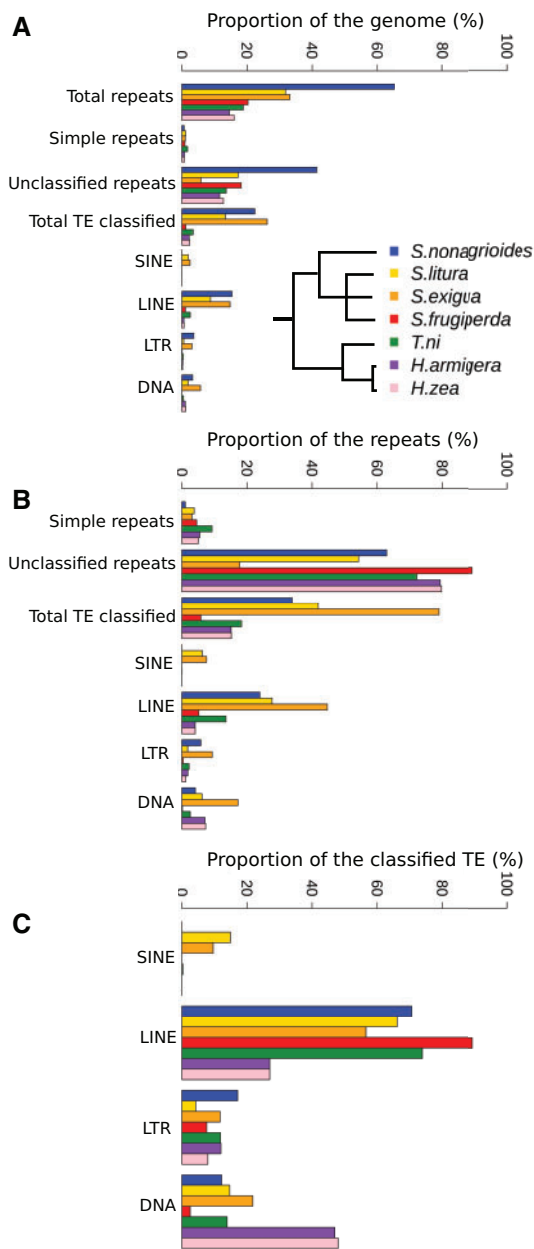 A
Proportion of the genome (%)
0 20 40 60 80 100
Total repeats
Simple repeats
Unclassified repeats
Total TE classified
SINE
LINE
LTR
DNA
S.nonagrioides
S.litura
S.exigua
S.frugiperda
T.ni
H.armigera
H.zea
B
Proportion of the repeats (%)
0 20 40 60 80 100
Simple repeats
Unclassified repeats
Total TE classified
SINE
LINE
LTR
DNA
C
Proportion of the classified TE (%)
0 20 40 60 80 100
SINE
LINE
LTR
DNA